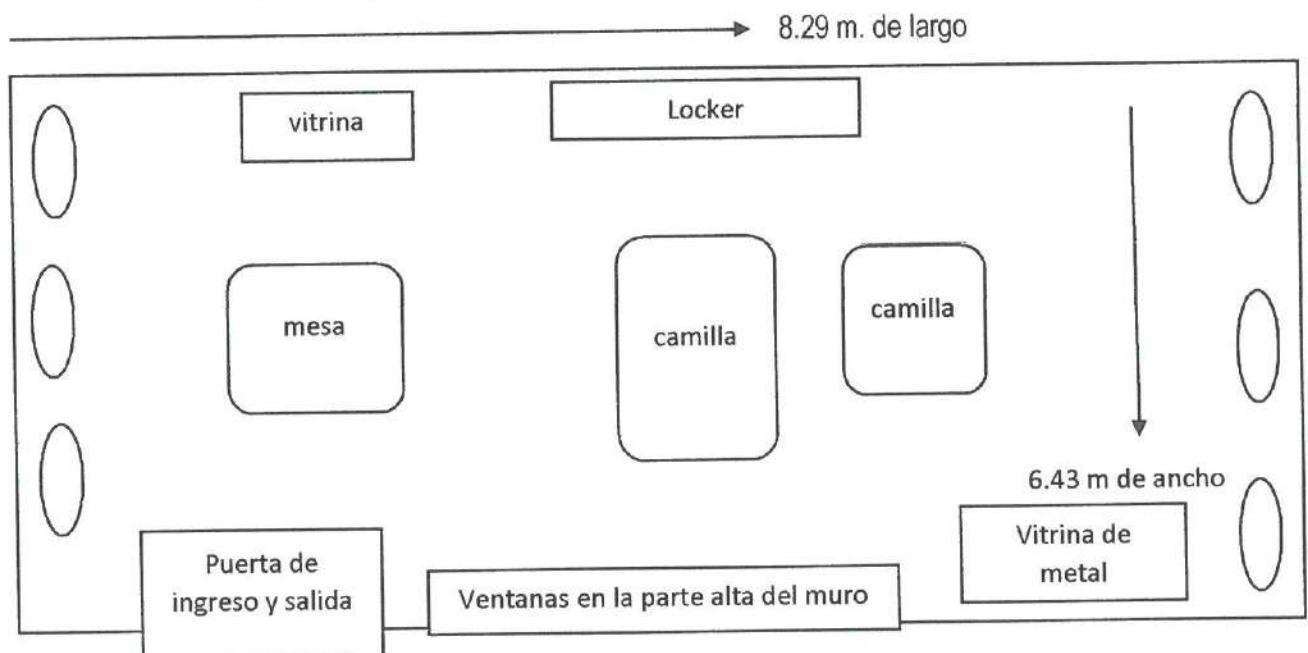 8.29 m. de largo
vitrina
Locker
mesa
camilla
camilla
6.43 m de ancho
Puerta de
ingreso y salida
Ventanas en la parte alta del muro
Vitrina de
metal